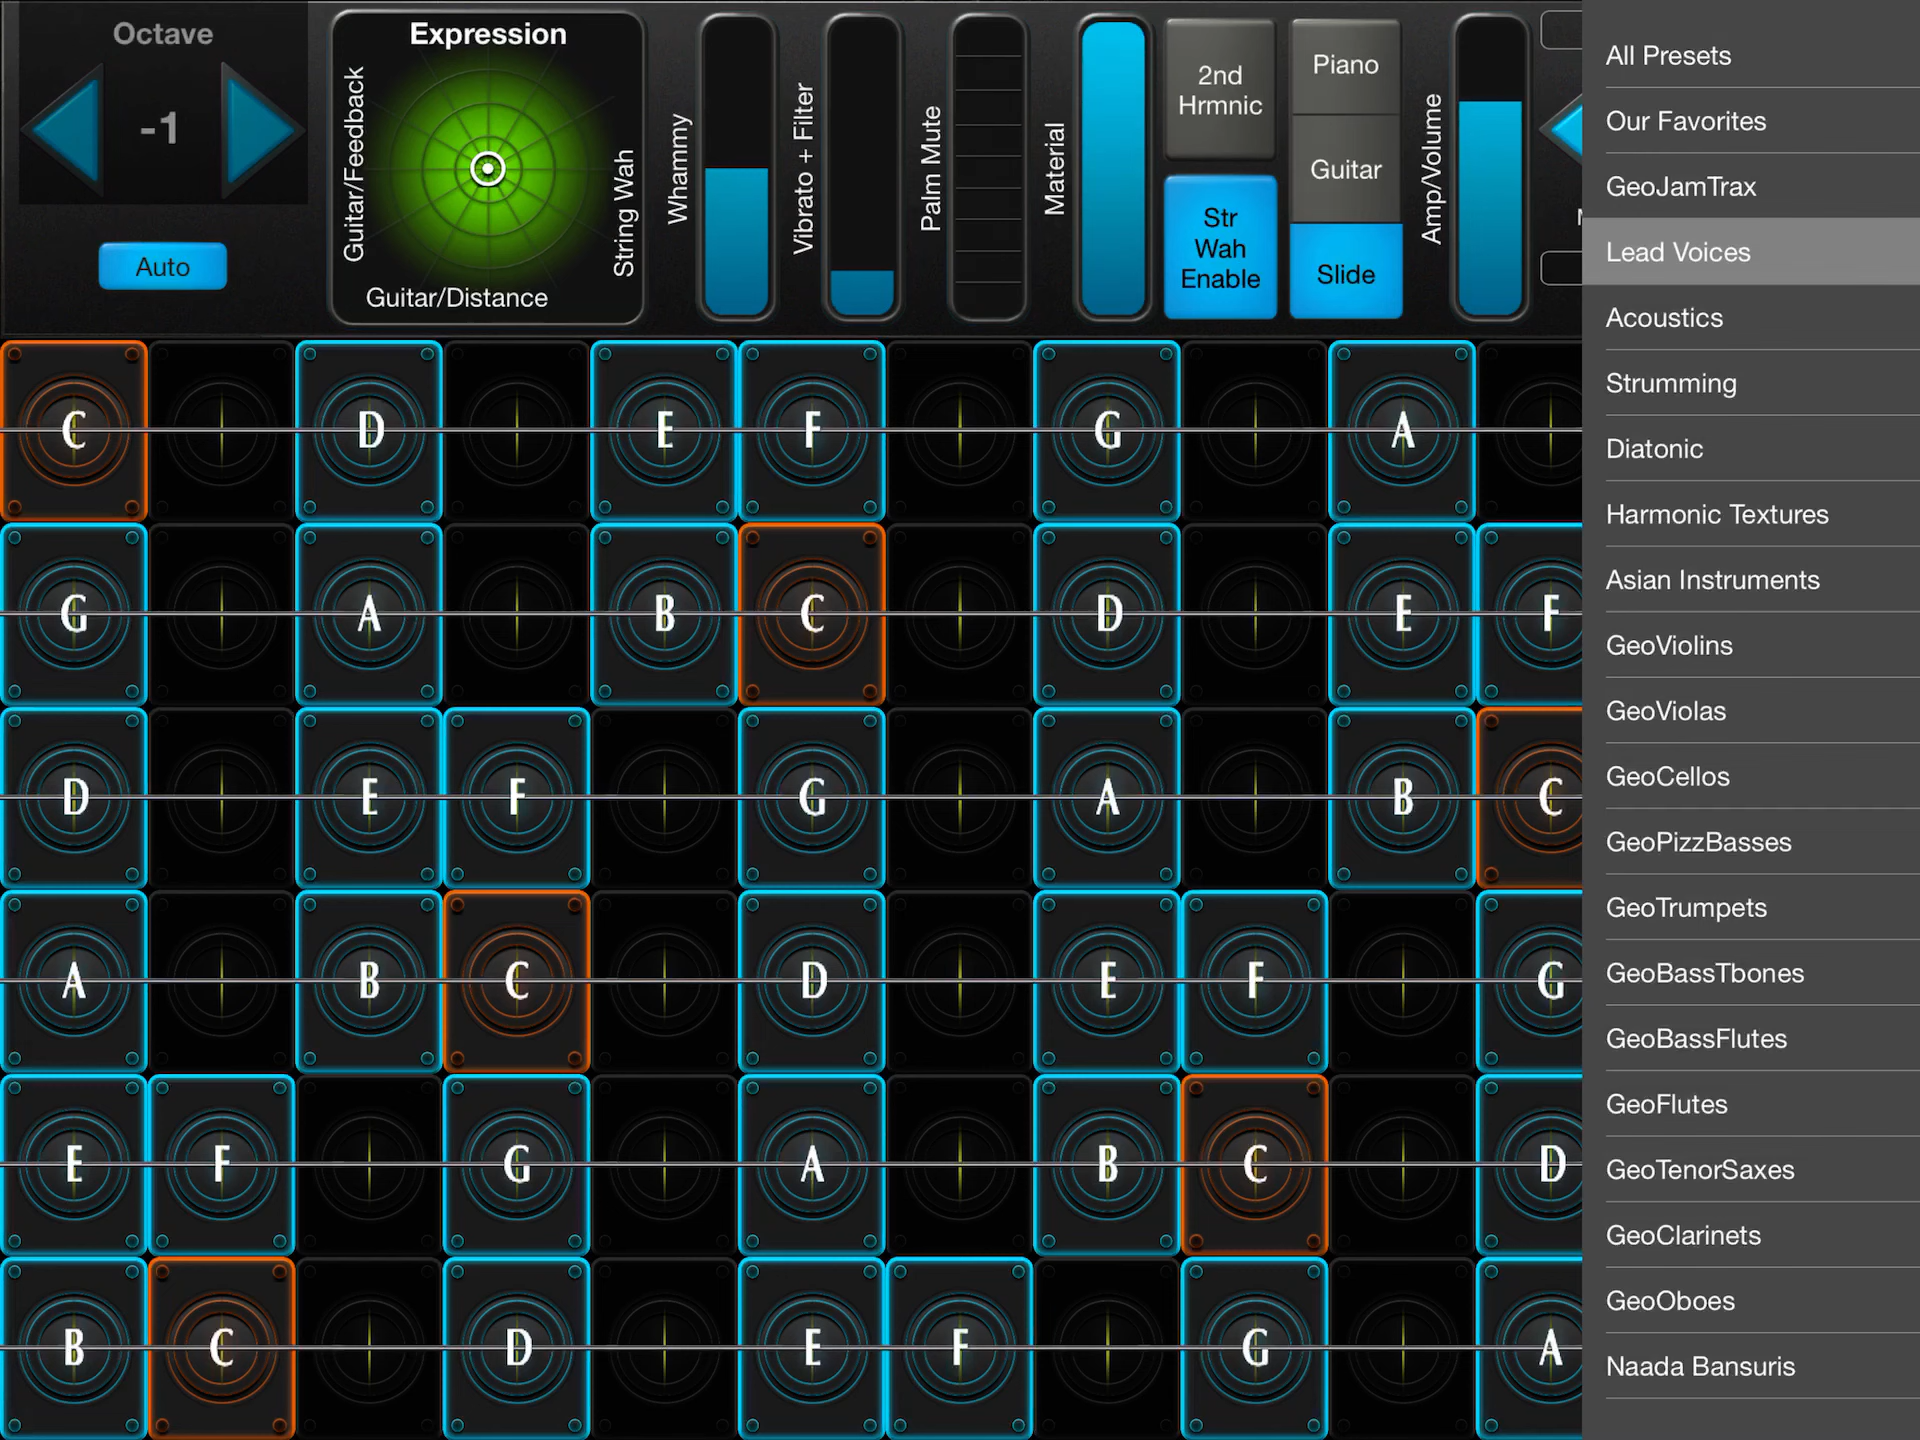 Octave
-1
Auto
Expression
Guitar/Feedback
String Wah
Guitar/Distance
Whammy
Vibrato + Filter
Palm Mute
Material
2nd
Hrmnic
Str
Wah
Enable
Piano
Guitar
Slide
Amp/Volume
C D E F G A
G A B C D E F
D E F G A B C
A B C D E F G
E F G A B C D
B C D E F G A
All Presets
Our Favorites
GeoJamTrax
Lead Voices
Acoustics
Strumming
Diatonic
Harmonic Textures
Asian Instruments
GeoViolins
GeoViolas
GeoCellos
GeoPizzBasses
GeoTrumpets
GeoBassTbones
GeoBassFlutes
GeoFlutes
GeoTenorSaxes
GeoClarinets
GeoOboes
Naada Bansuris